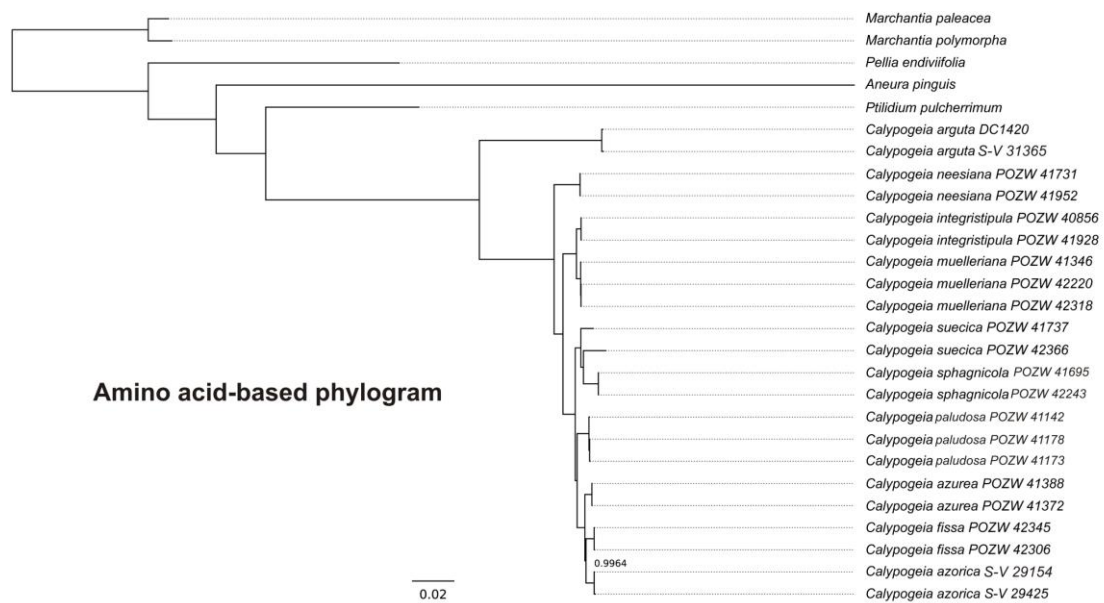 Marchantia paleacea
Marchantia polymorpha
Pellia endiviifolia
Aneura pinguis
Ptilidium pulcherrimum
Calypogeia arguta DC1420
Calypogeia arguta S-V 31365
Calypogeia neesiana POZW 41731
Calypogeia neesiana POZW 41952
Calypogeia integristipula POZW 40856
Calypogeia integristipula POZW 41928
Calypogeia muelleriana POZW 41346
Calypogeia muelleriana POZW 42220
Calypogeia muelleriana POZW 42318
Calypogeia suecica POZW 41737
Calypogeia suecica POZW 42366
Calypogeia sphagnicola POZW 41695
Calypogeia sphagnicola POZW 42243
Calypogeia paludosa POZW 41142
Calypogeia paludosa POZW 41178
Calypogeia paludosa POZW 41173
Calypogeia azurea POZW 41388
Calypogeia azurea POZW 41372
Calypogeia fissa POZW 42345
Calypogeia fissa POZW 42306
Calypogeia azorica S-V 29154
Calypogeia azorica S-V 29425
Amino acid-based phylogram
0.9964
0.02